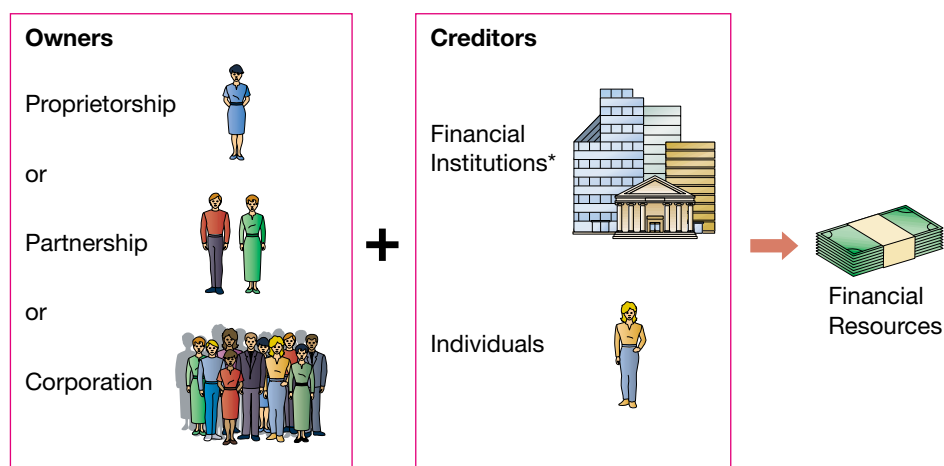 Owners
Proprietorship
or
Partnership
or
Corporation
+
Creditors
Financial
Institutions*
Individuals
Financial
Resources